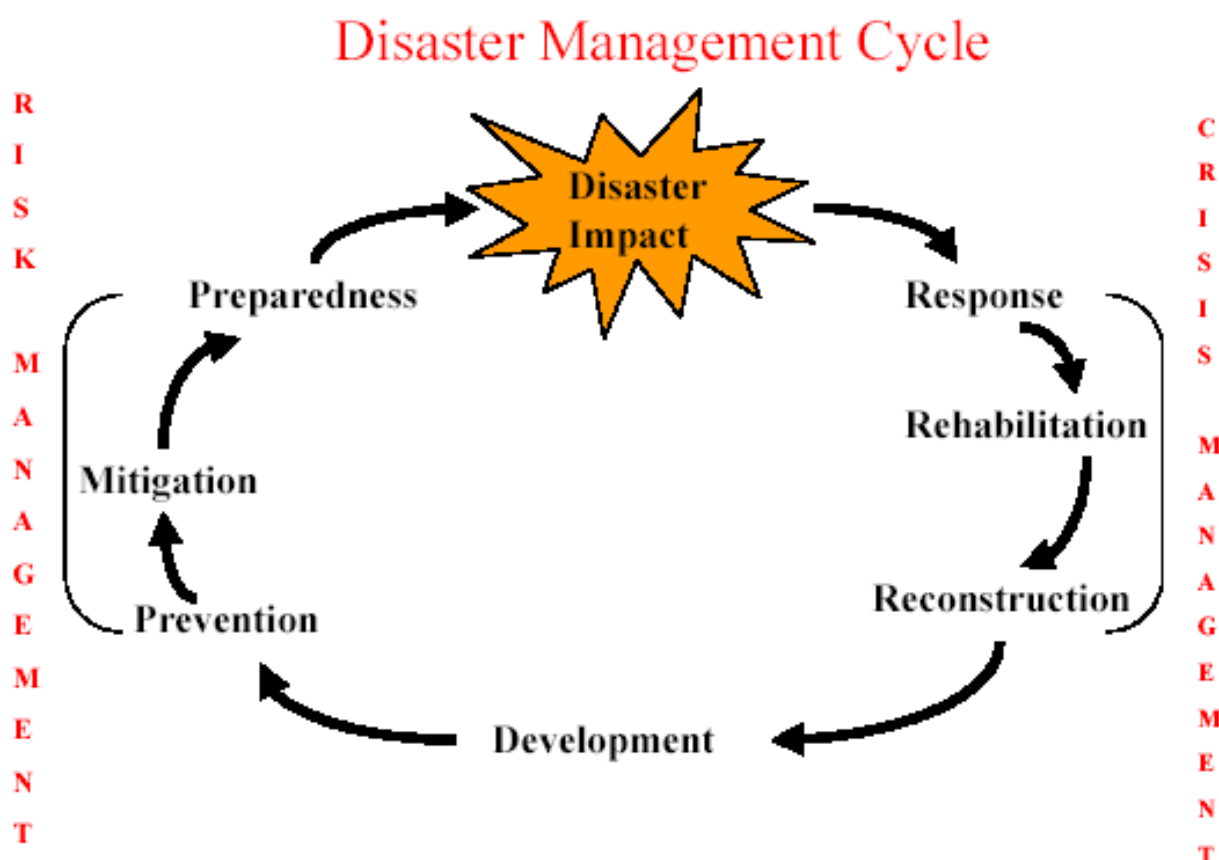 Disaster Management Cycle
RISK MANAGEMENT
CRISIS MANAGEMENT
Disaster
Impact
Preparedness
Response
Mitigation
Rehabilitation
Prevention
Reconstruction
Development